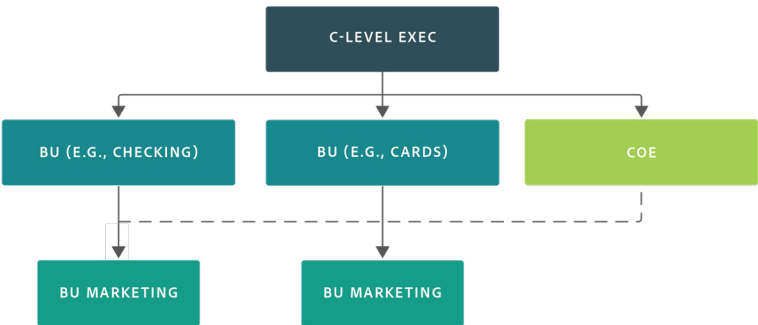 C-LEVEL EXEC
BU (E.G., CHECKING)
BU (E.G., CARDS)
COE
BU MARKETING
BU MARKETING